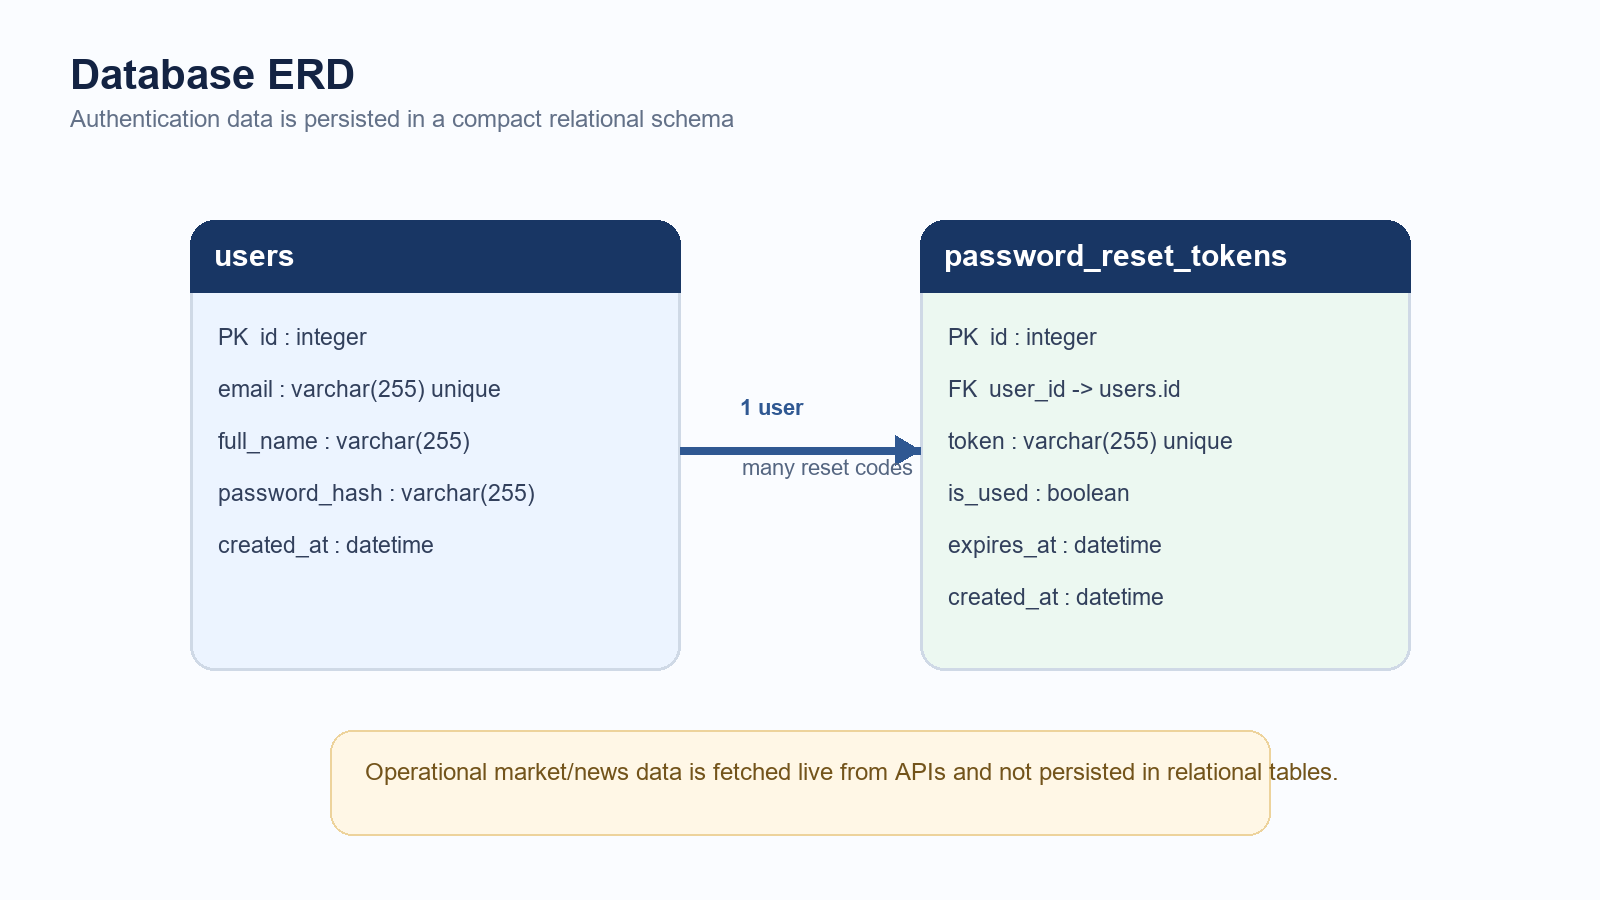 Database ERD
Authentication data is persisted in a compact relational schema
users
PK  id : integer
email : varchar(255) unique
full_name : varchar(255)
password_hash : varchar(255)
created_at : datetime
1 user
many reset codes
password_reset_tokens
PK  id : integer
FK  user_id -> users.id
token : varchar(255) unique
is_used : boolean
expires_at : datetime
created_at : datetime
Operational market/news data is fetched live from APIs and not persisted in relational tables.